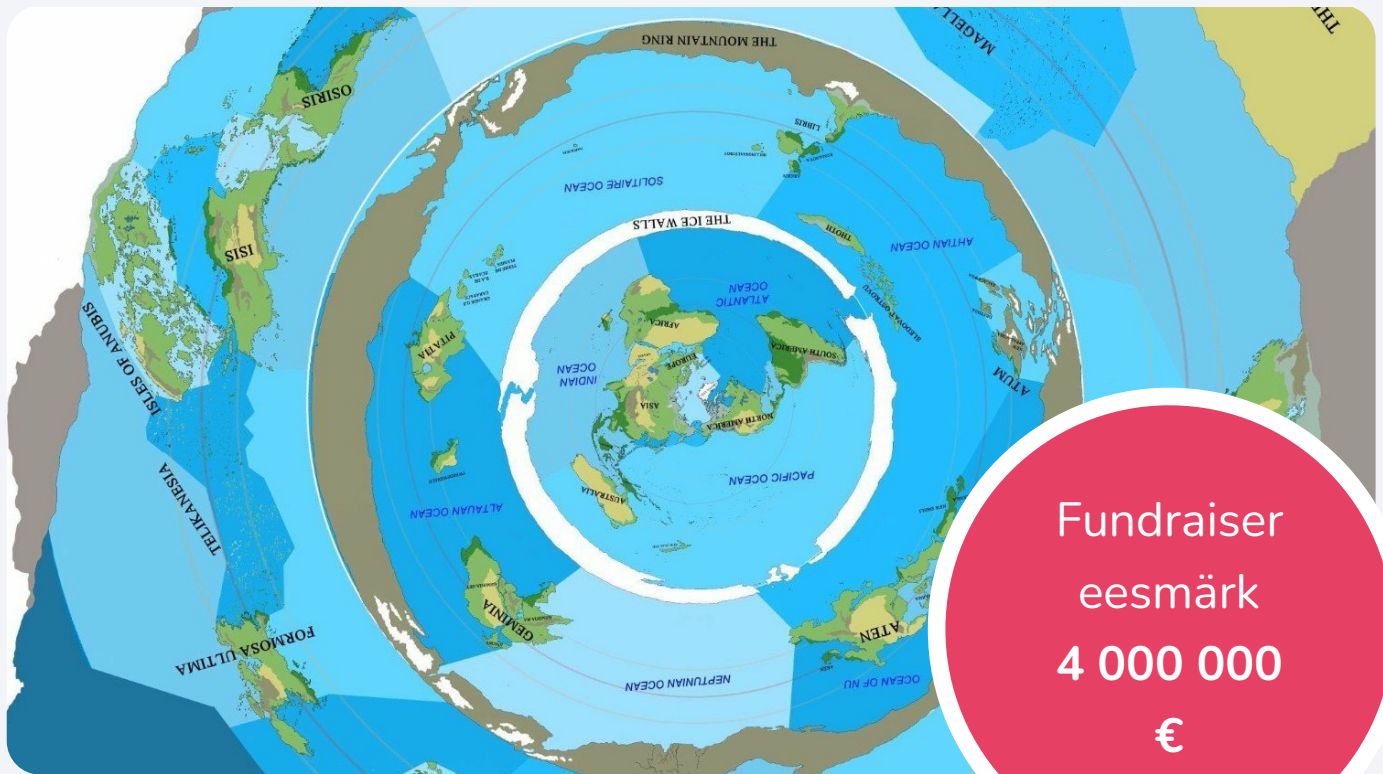 THE MOUNTAIN RING
MAGELLA
THE
OSIRIS
LIBRIS
SOLITAIRE OCEAN
THE ICE WALLS
ISIS
THOTH
AHTIAN OCEAN
ATLANTIC
OCEAN
ISLES OF ANUBIS
PITATIA
AFRICA
SOUTH AMERICA
EUROPE
INDIAN
OCEAN
ASIA
NORTH AMERICA
ATUM
AUSTRALIA
PACIFIC OCEAN
TELIKANESIA
ALTAUAN OCEAN
GEMINIA
ATEN
FORMOSA ULTIMA
NEPTUNIAN OCEAN
OCEAN OF NU
Fundraiser
eesmärk
4 000 000
€